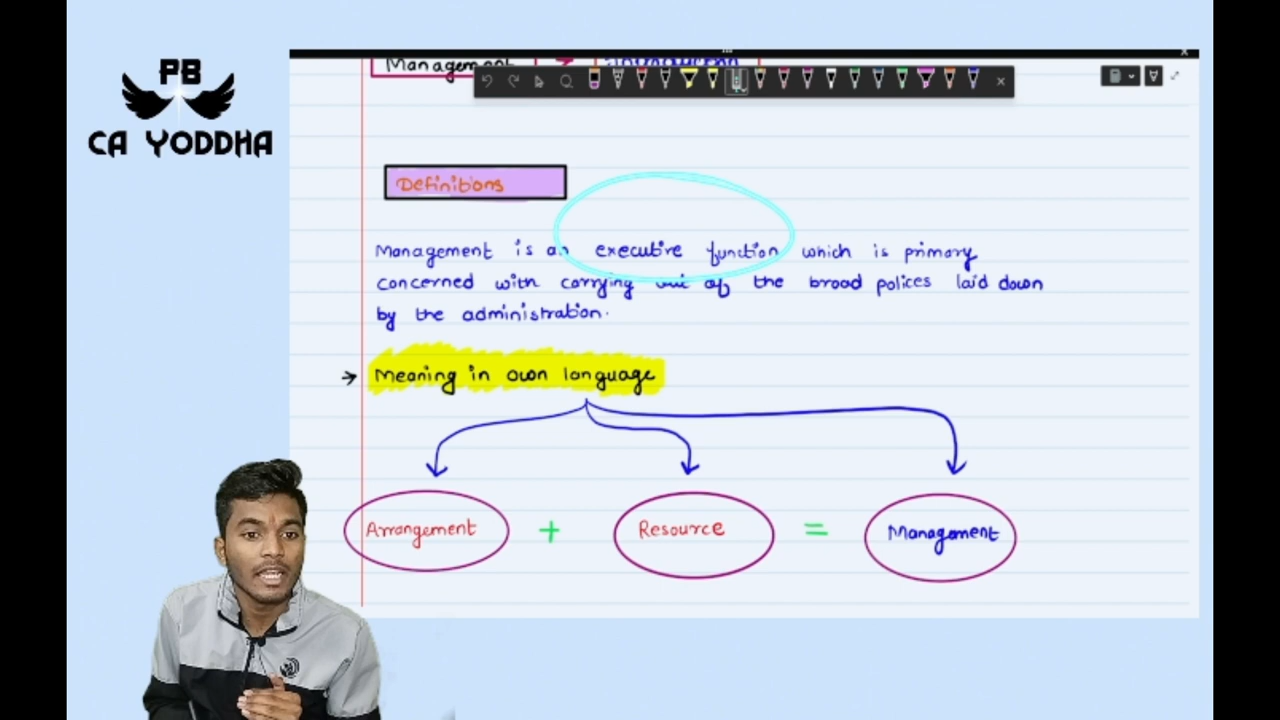 PB
CA YODDHA
Management
Definitions
Management is an executive function which is primary
concerned with carrying out of the broad polices laid down
by the administration.
Meaning in own language
Arrangement + Resource = Management